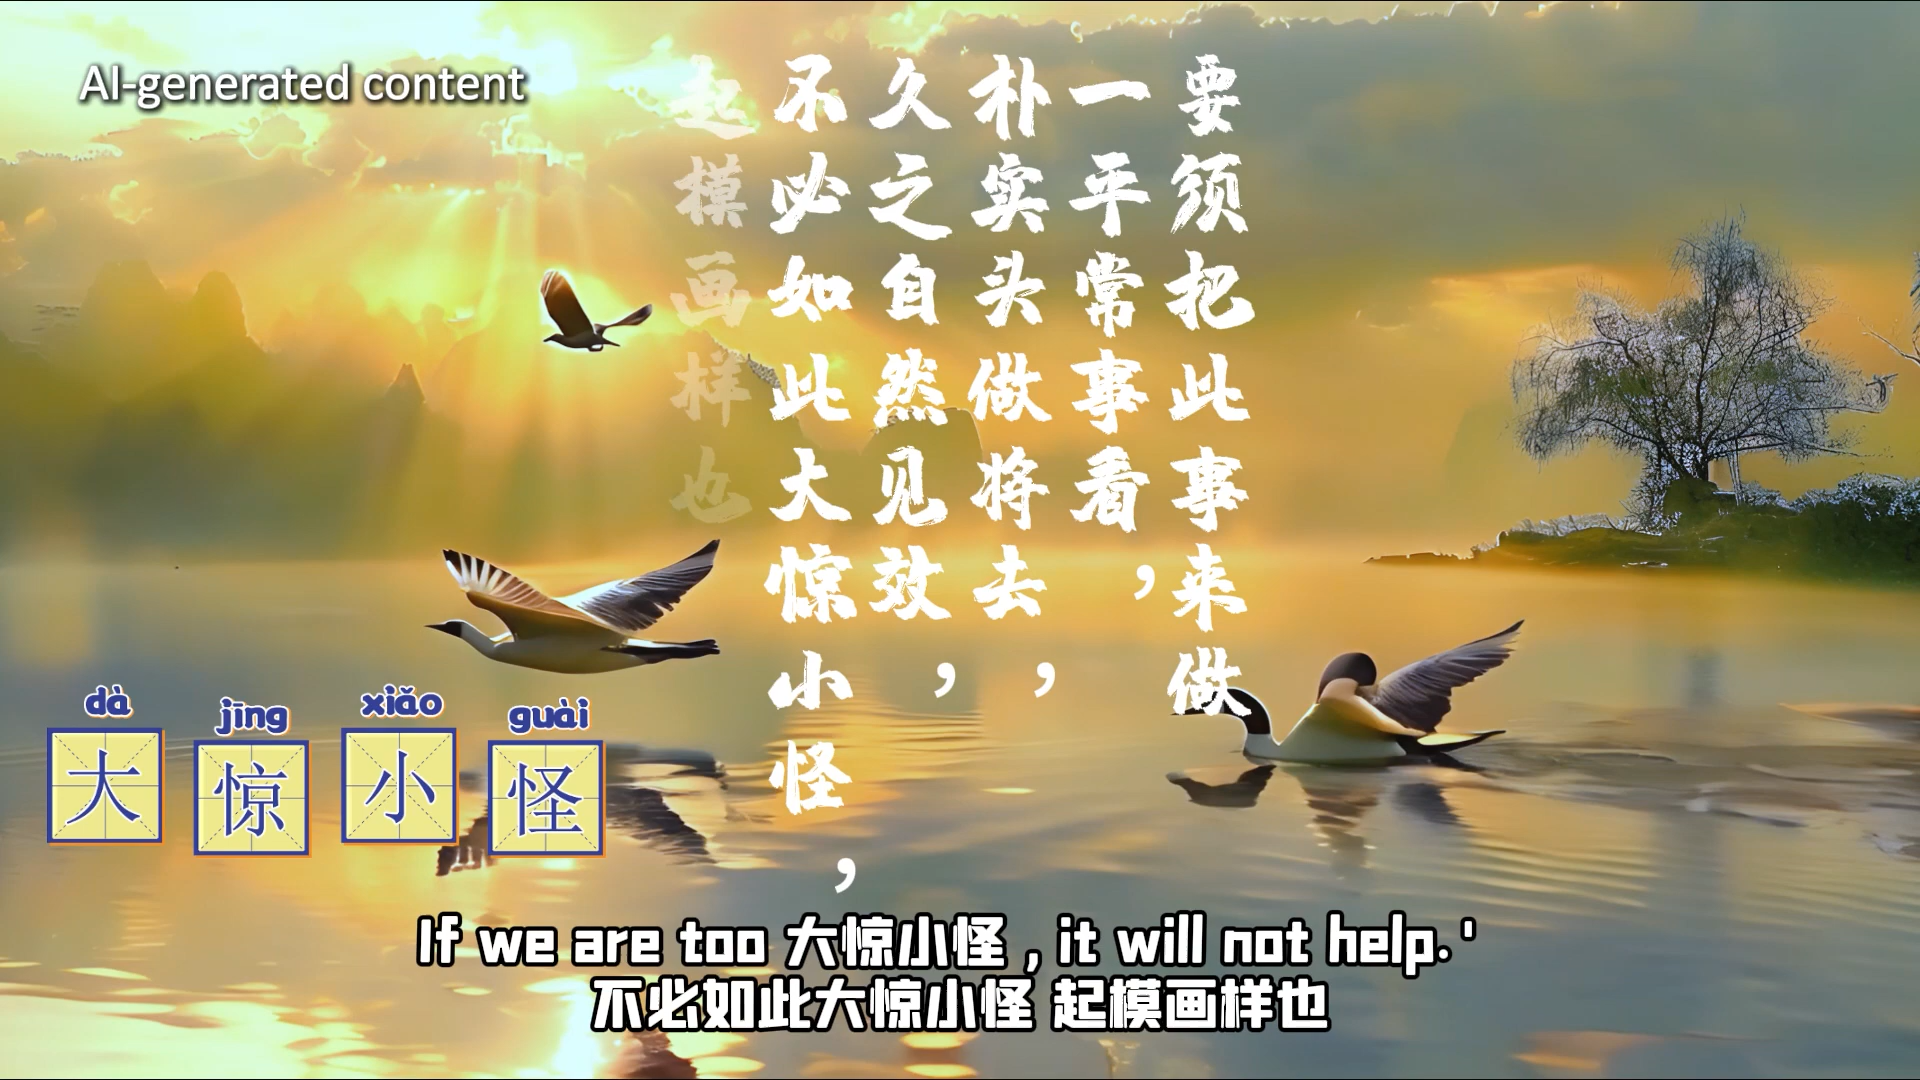 AI-generated content
要须把此事来做
一平常事看，
朴实头做将去，
久之自然见效，
不必如此大惊小怪，
起模画样也
dà jīng xiǎo guài
大惊小怪
If we are too 大惊小怪 , it will not help. '
不必如此大惊小怪 起模画样也